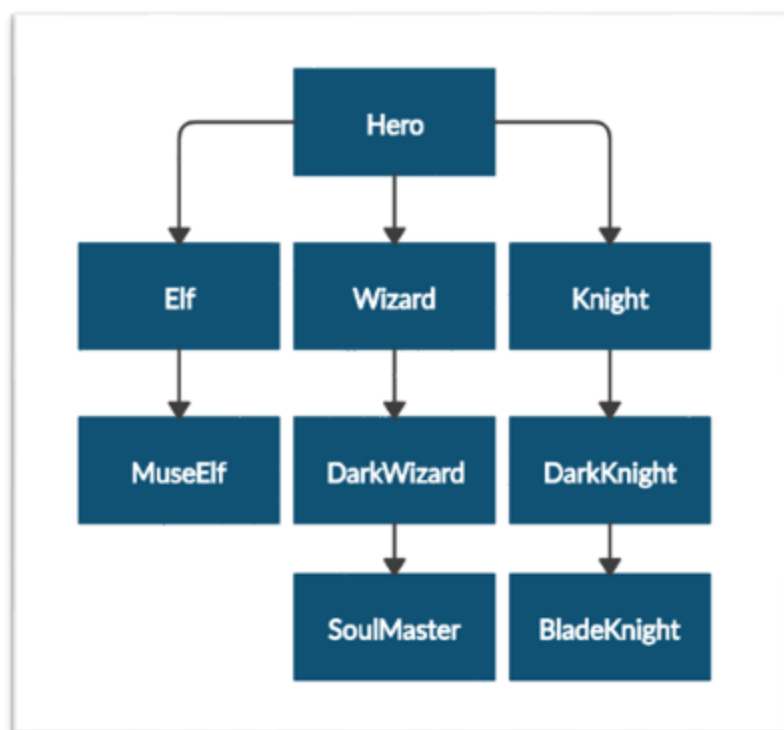 Hero
Elf
Wizard
Knight
MuseElf
DarkWizard
DarkKnight
SoulMaster
BladeKnight